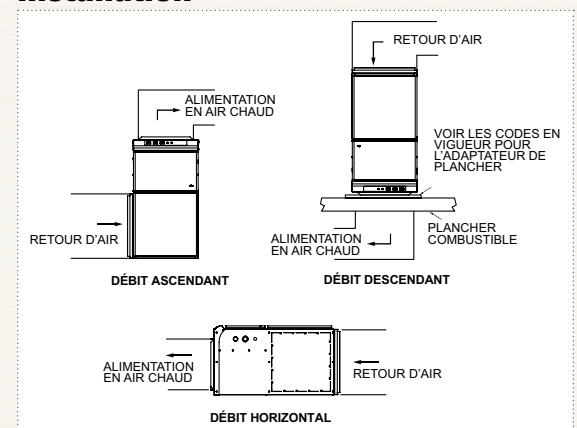 Installation
RETOUR D'AIR
ALIMENTATION
EN AIR CHAUD
VOIR LES CODES EN
VIGUEUR POUR
L'ADAPTATEUR DE
PLANCHER
RETOUR D'AIR
ALIMENTATION
EN AIR CHAUD
PLANCHER
COMBUSTIBLE
DÉBIT ASCENDANT
DÉBIT DESCENDANT
ALIMENTATION
EN AIR CHAUD
RETOUR D'AIR
DÉBIT HORIZONTAL